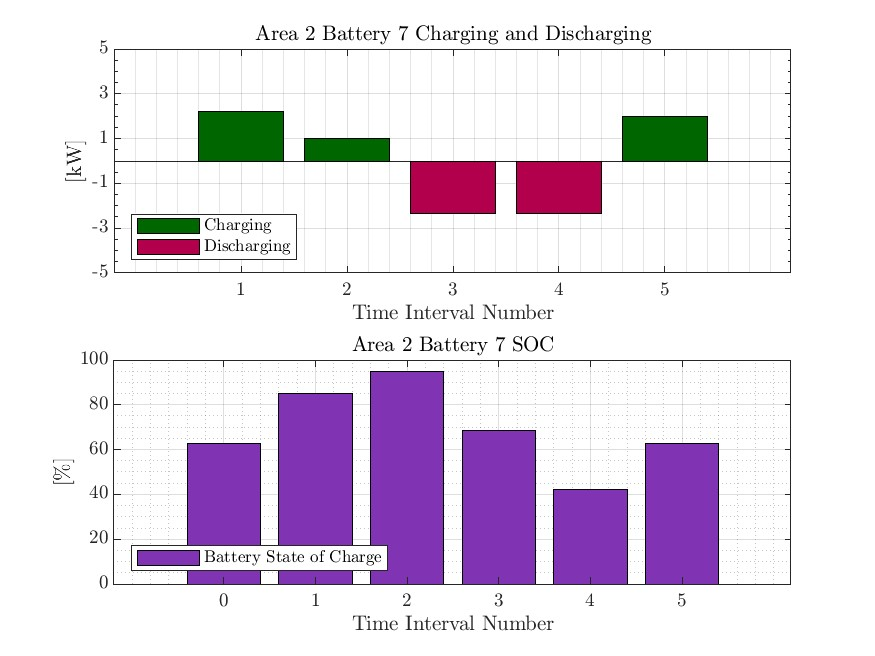 Area 2 Battery 7 Charging and Discharging
5
3
1
-1
-3
-5
[kW]
Charging
Discharging
1 2 3 4 5
Time Interval Number
Area 2 Battery 7 SOC
100
80
60
40
20
0
[%]
Battery State of Charge
0 1 2 3 4 5
Time Interval Number